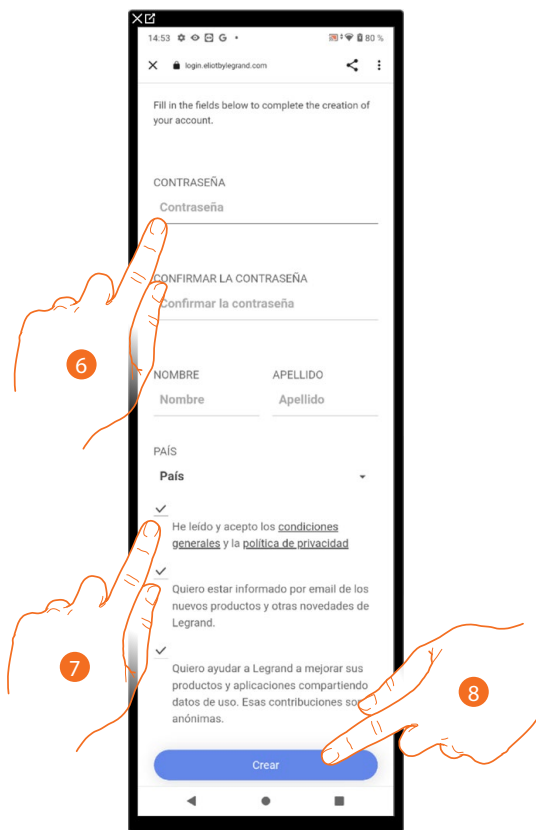 14:53 G • 80 %
login.eliotbylegrand.com
Fill in the fields below to complete the creation of
your account.
CONTRASEÑA
Contraseña
CONFIRMAR LA CONTRASEÑA
Confirmar la contraseña
6
NOMBRE APELLIDO
Nombre Apellido
PAÍS
País
He leído y acepto los condiciones
generales y la política de privacidad
Quiero estar informado por email de los
nuevos productos y otras novedades de
Legrand.
7
Quiero ayudar a Legrand a mejorar sus
productos y aplicaciones compartiendo
datos de uso. Esas contribuciones son
anónimas.
8
Crear